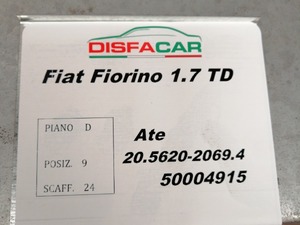 DISFACAR
Fiat Fiorino 1.7 TD
PIANO D
POSIZ. 9
SCAFF. 24
Ate
20.5620-2069.4
50004915